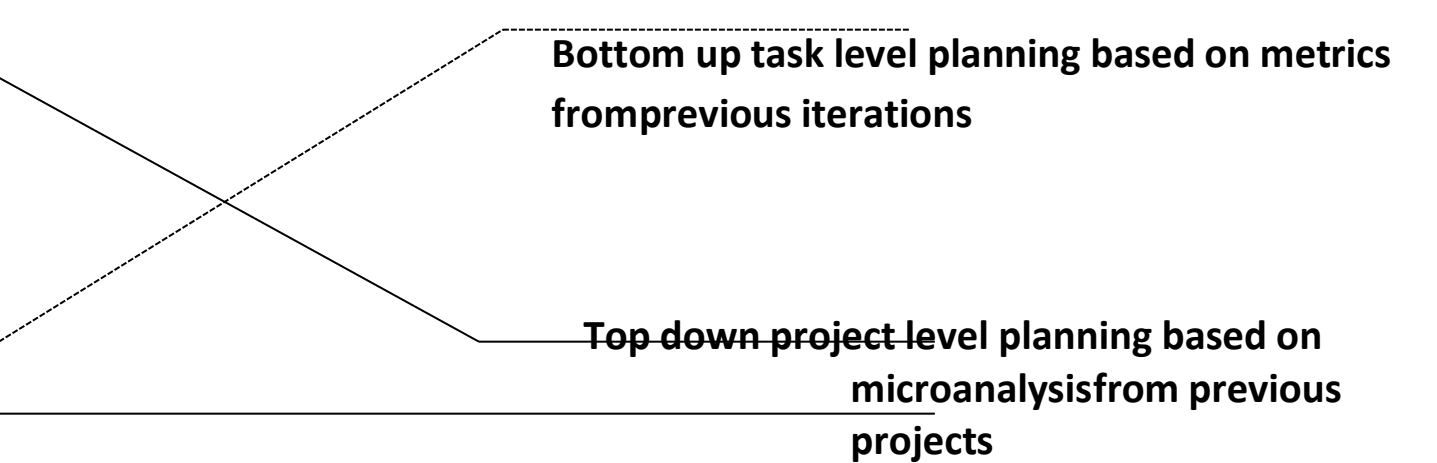 Bottom up task level planning based on metrics
fromprevious iterations
Top down project level planning based on
microanalysisfrom previous
projects